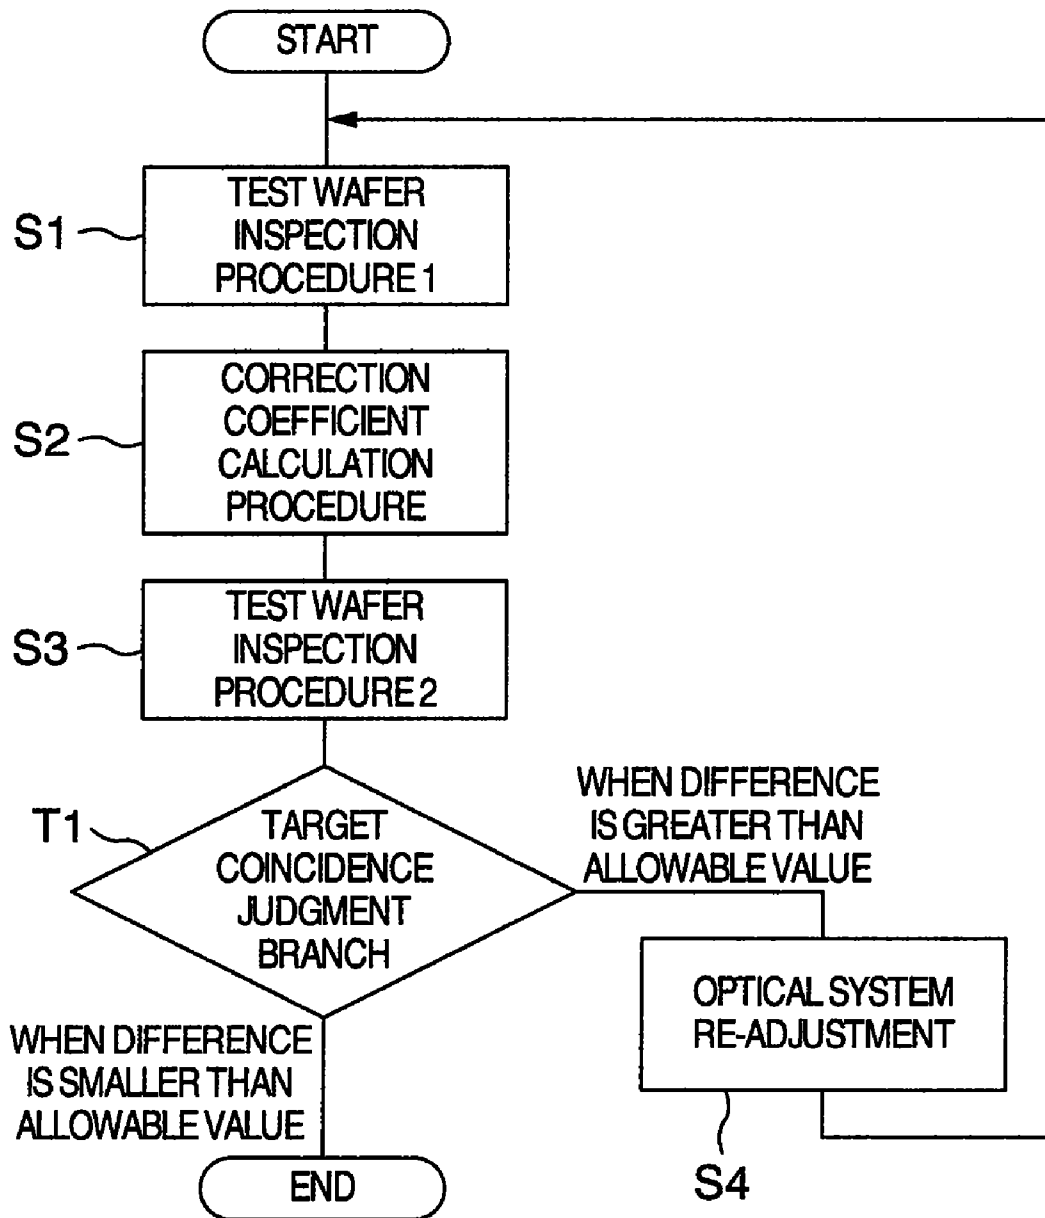 START
S1
TEST WAFER
INSPECTION
PROCEDURE 1
S2
CORRECTION
COEFFICIENT
CALCULATION
PROCEDURE
S3
TEST WAFER
INSPECTION
PROCEDURE 2
T1
TARGET
COINCIDENCE
JUDGMENT
BRANCH
WHEN DIFFERENCE
IS GREATER THAN
ALLOWABLE VALUE
OPTICAL SYSTEM
RE-ADJUSTMENT
S4
WHEN DIFFERENCE
IS SMALLER THAN
ALLOWABLE VALUE
END